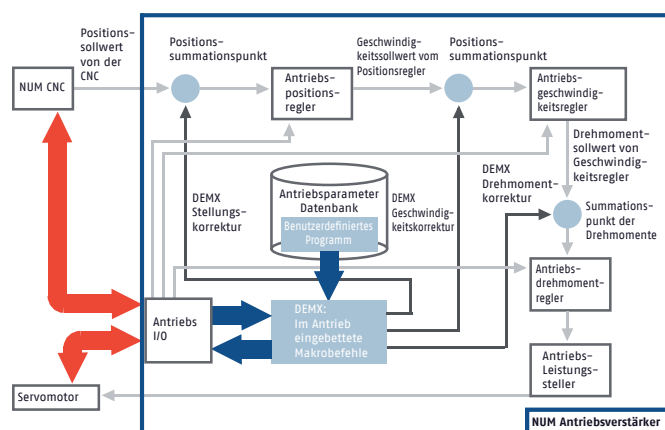 Positions-
sollwert
von der
CNC
Positions-
summationspunkt
Geschwindig-
keitssollwert vom
Positionsregler
Positions-
summationspunkt
NUM CNC
Antriebs-
positions-
regler
Antriebs-
geschwindig-
keitsregler
Drehmoment-
sollwert von
Geschwindig-
keitsregler
DEMX
Stellungs-
korrektur
Antriebsparameter
Datenbank
Benutzerdefiniertes
Programm
DEMX
Geschwindig-
keitskorrektur
DEMX
Drehmoment-
korrektur
Summations-
punkt der
Drehmomente
Antriebs-
drehmoment-
regler
Antriebs
I/O
DEMX:
Im Antrieb
eingebettete
Makrobefehle
Antriebs-
Leistungs-
steller
Servomotor
NUM Antriebsverstärker